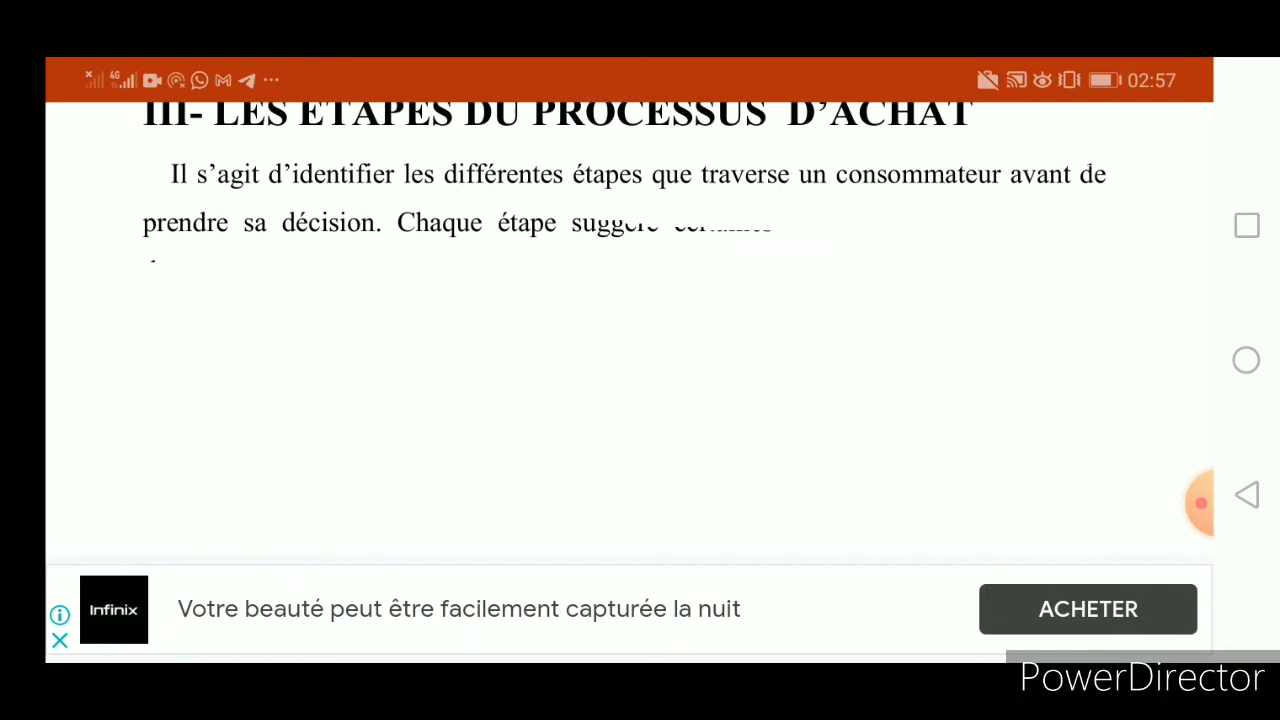 4G
02:57
III- LES ETAPES DU PROCESSUS D'ACHAT
Il s'agit d'identifier les différentes étapes que traverse un consommateur avant de
prendre sa décision. Chaque étape
Infinix
Votre beauté peut être facilement capturée la nuit
ACHETER
PowerDirector